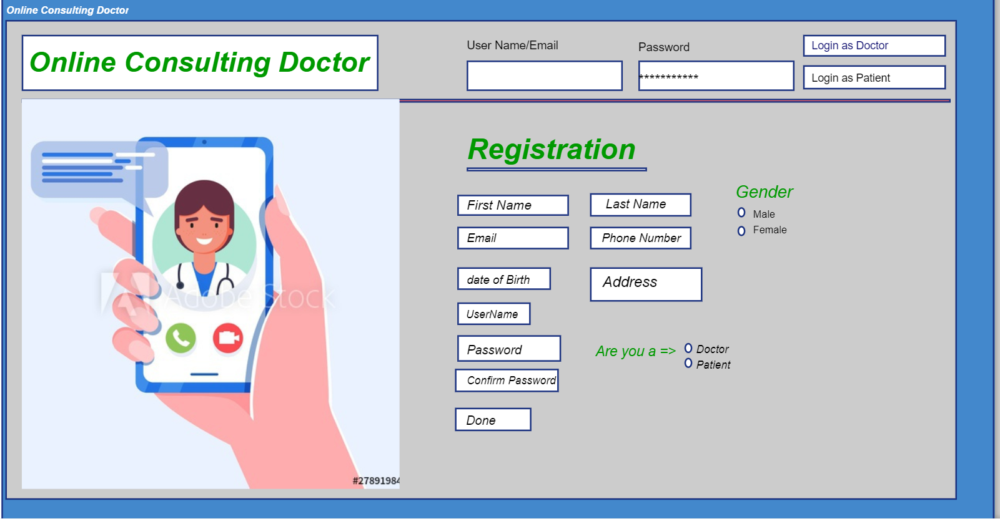 Online Consulting Doctor
Online Consulting Doctor
User Name/Email
Password
***********
Login as Doctor
Login as Patient
Registration
First Name
Last Name
Gender
Male
Female
Email
Phone Number
date of Birth
Address
UserName
Password
Are you a =>
Doctor
Patient
Confirm Password
Done
Adobe Stock
#27891984